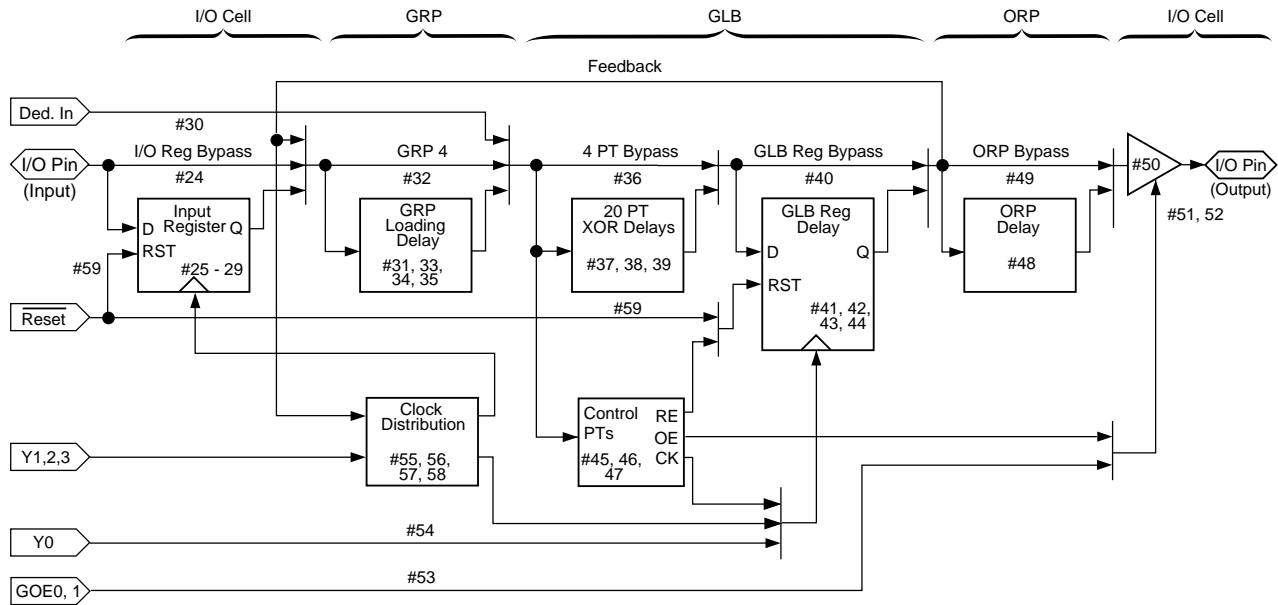 I/O Cell
GRP
GLB
ORP
I/O Cell
Feedback
Ded. In
#30
I/O Pin
(Input)
I/O Reg Bypass
#24
GRP 4
#32
4 PT Bypass
#36
GLB Reg Bypass
#40
ORP Bypass
#49
#50
I/O Pin
(Output)
#51, 52
Input
Register
D
Q
RST
#25 - 29
#59
GRP
Loading
Delay
#31, 33,
34, 35
20 PT
XOR Delays
#37, 38, 39
GLB Reg
Delay
D
Q
RST
#41, 42,
43, 44
ORP
Delay
#48
Reset
#59
Clock
Distribution
#55, 56,
57, 58
Control
PTs
RE
OE
CK
#45, 46,
47
Y1,2,3
Y0
#54
GOE0, 1
#53